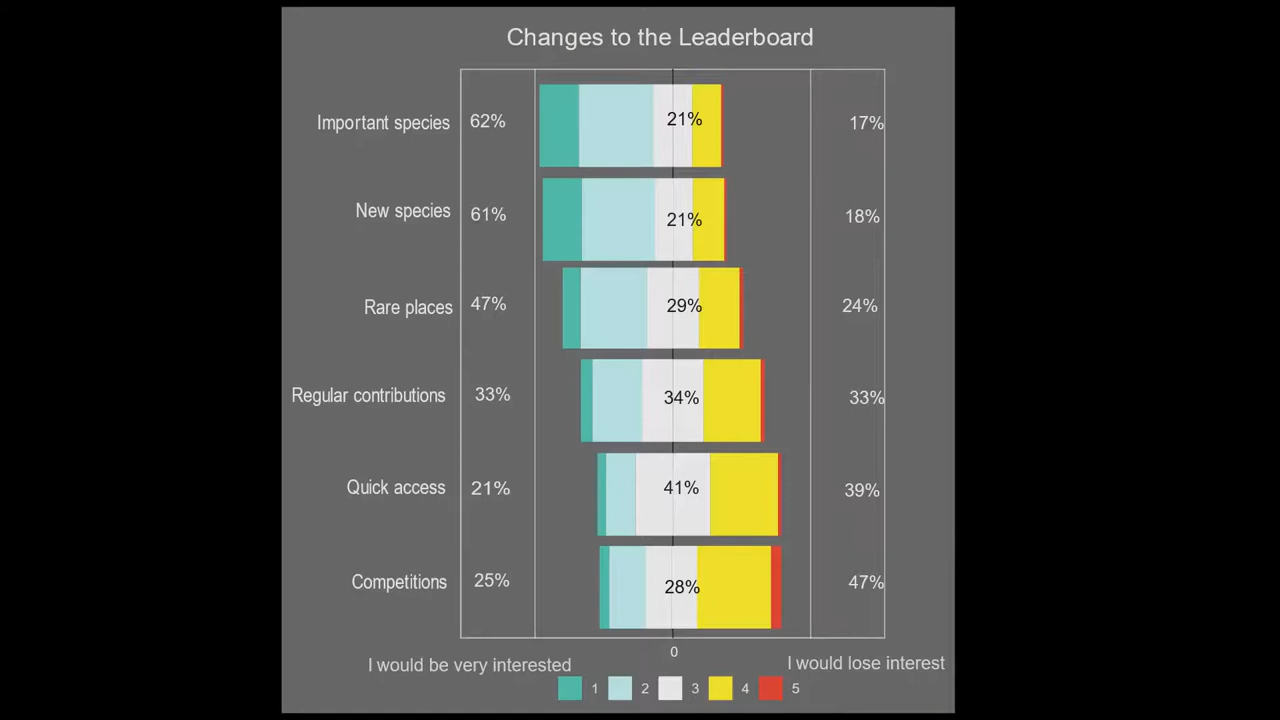 Changes to the Leaderboard
Important species 62% 21% 17%
New species 61% 21% 18%
Rare places 47% 29% 24%
Regular contributions 33% 34% 33%
Quick access 21% 41% 39%
Competitions 25% 28% 47%
0
I would be very interested I would lose interest
1 2 3 4 5